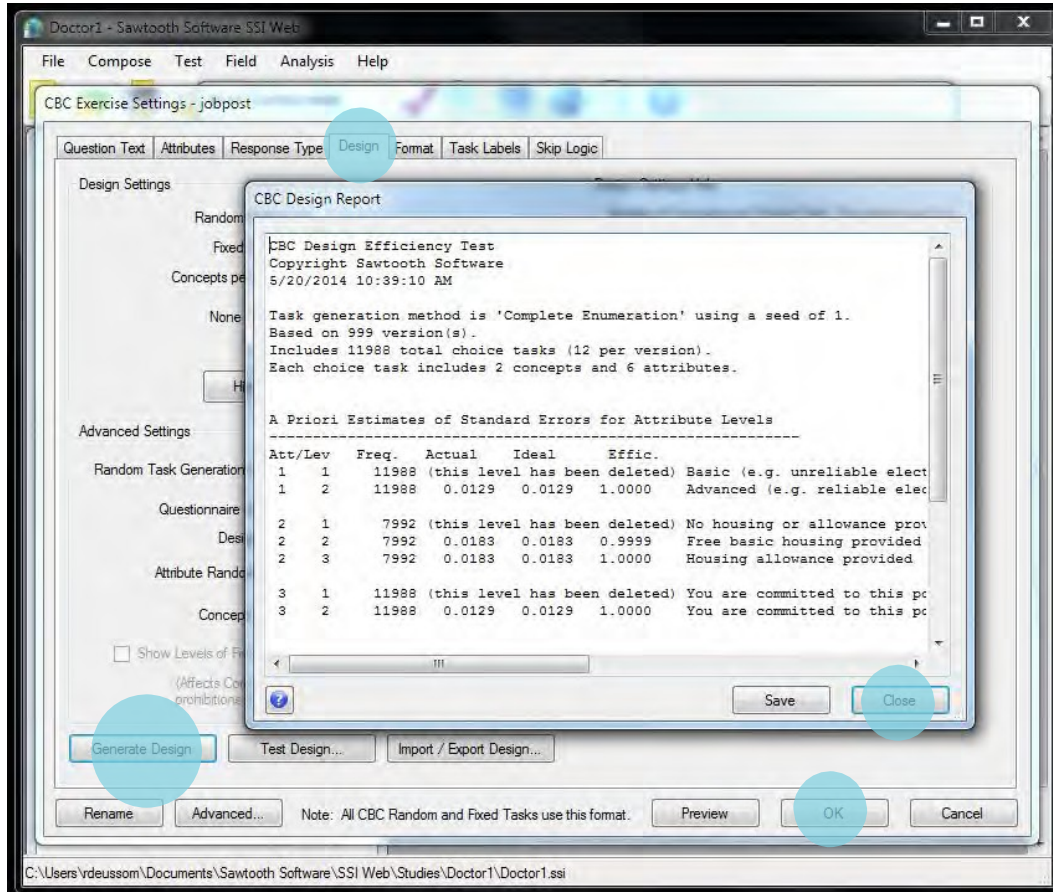 Doctor1 - Sawtooth Software SSI Web
File Compose Test Field Analysis Help
CBC Exercise Settings - jobpost
Question Text Attributes Response Type Design Format Task Labels Skip Logic
Design Settings
Random
Fixed
Concepts pe
None
Hi
Advanced Settings
Random Task Generation
Questionnaire
Desi
Attribute Rando
Concep
Show Levels of Fi
(Affects Co
prohibitions
CBC Design Report
CBC Design Efficiency Test
Copyright Sawtooth Software
5/20/2014 10:39:10 AM
Task generation method is 'Complete Enumeration' using a seed of 1.
Based on 999 version(s).
Includes 11988 total choice tasks (12 per version).
Each choice task includes 2 concepts and 6 attributes.
A Priori Estimates of Standard Errors for Attribute Levels
-------------------------------------------------------------
Att/Lev Freq. Actual Ideal Effic.
1 1 11988 (this level has been deleted) Basic (e.g. unreliable elect
1 2 11988 0.0129 0.0129 1.0000 Advanced (e.g. reliable elec
2 1 7992 (this level has been deleted) No housing or allowance prov
2 2 7992 0.0183 0.0183 0.9999 Free basic housing provided
2 3 7992 0.0183 0.0183 1.0000 Housing allowance provided
3 1 11988 (this level has been deleted) You are committed to this po
3 2 11988 0.0129 0.0129 1.0000 You are committed to this po
Save Close
Generate Design Test Design... Import / Export Design...
Rename Advanced... Note: All CBC Random and Fixed Tasks use this format. Preview OK Cancel
C:\Users\rdeussom\Documents\Sawtooth Software\SSI Web\Studies\Doctor1\Doctor1.ssi